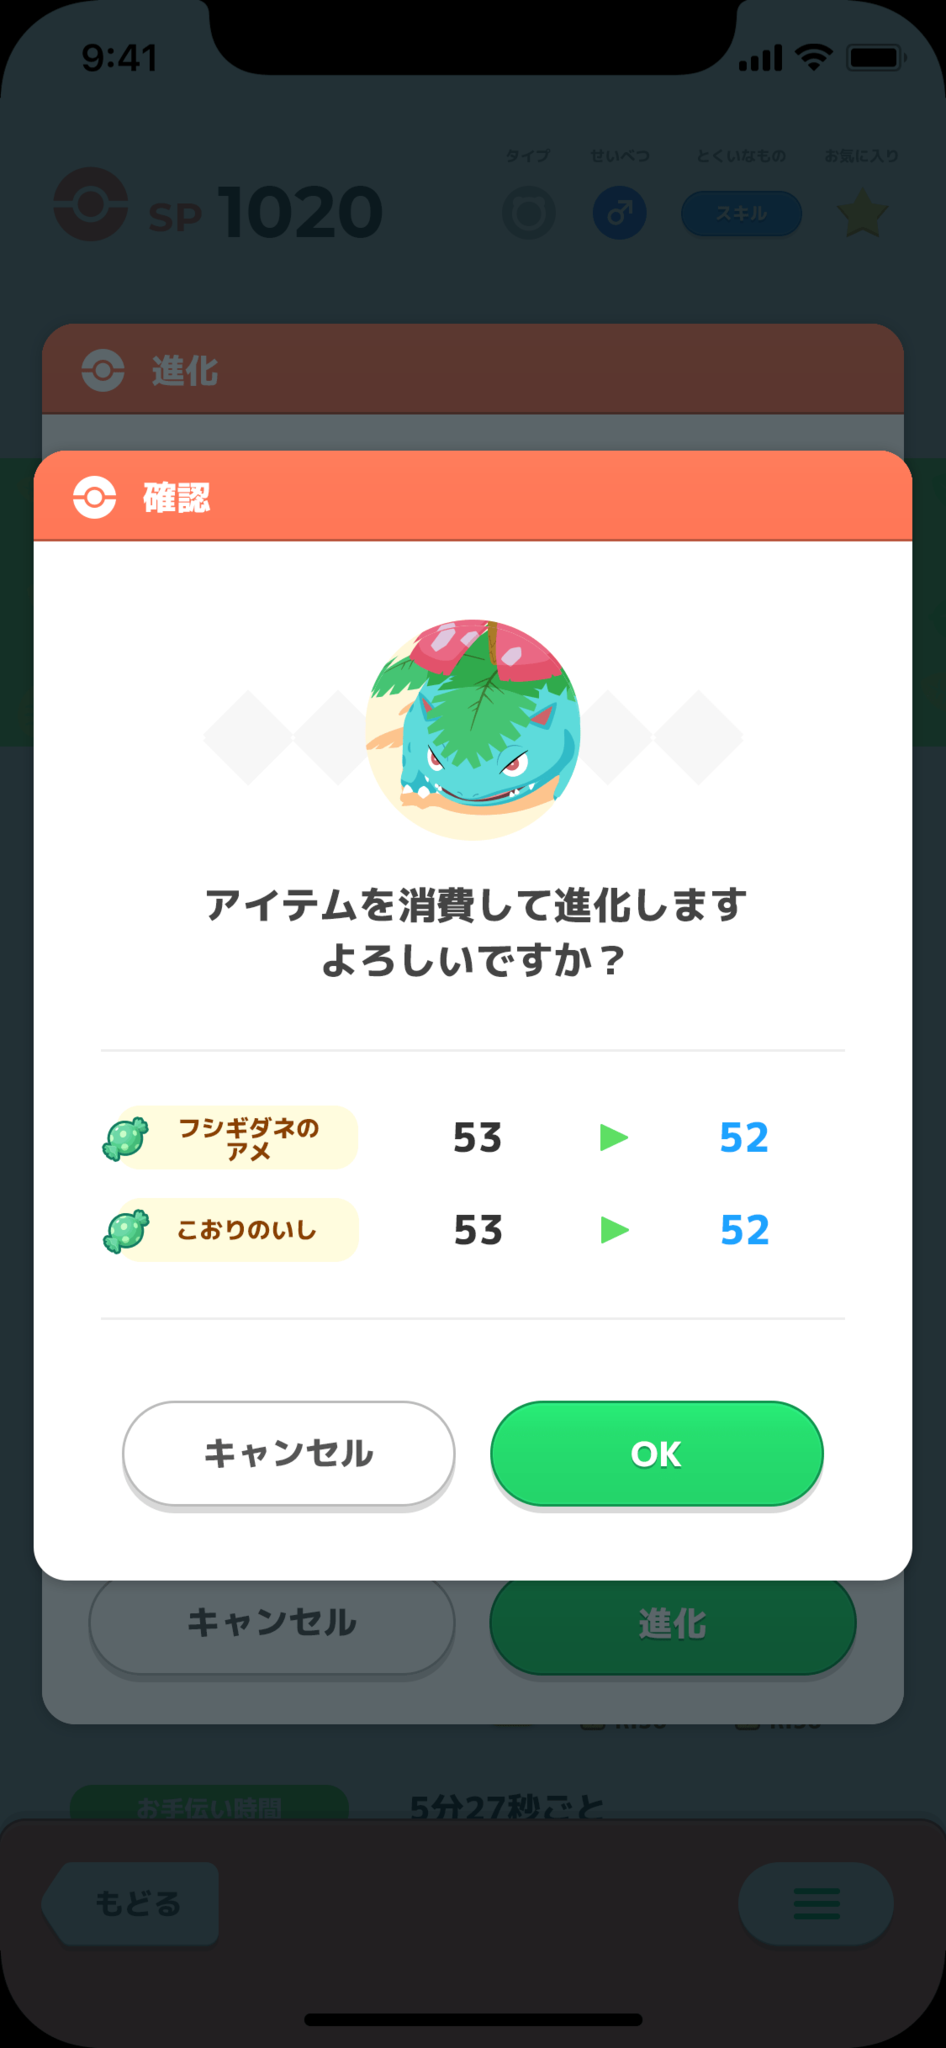 9:41
タイプ せいべつ とくいなもの お気に入り
SP 1020 スキル
進化
確認
アイテムを消費して進化します
よろしいですか？
フシギダネの
アメ
53 ▶ 52
こおりのいし 53 ▶ 52
キャンセル OK
キャンセル 進化
お手伝い時間 5分27秒ごと
もどる